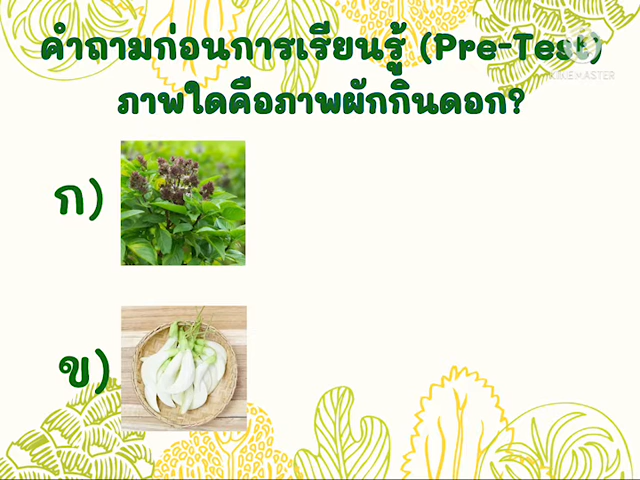 คำถามก่อนการเรียนรู้ (Pre-Test)
KINEMASTER
ภาพใดคือภาพผักกินดอก?
ก)
ข)